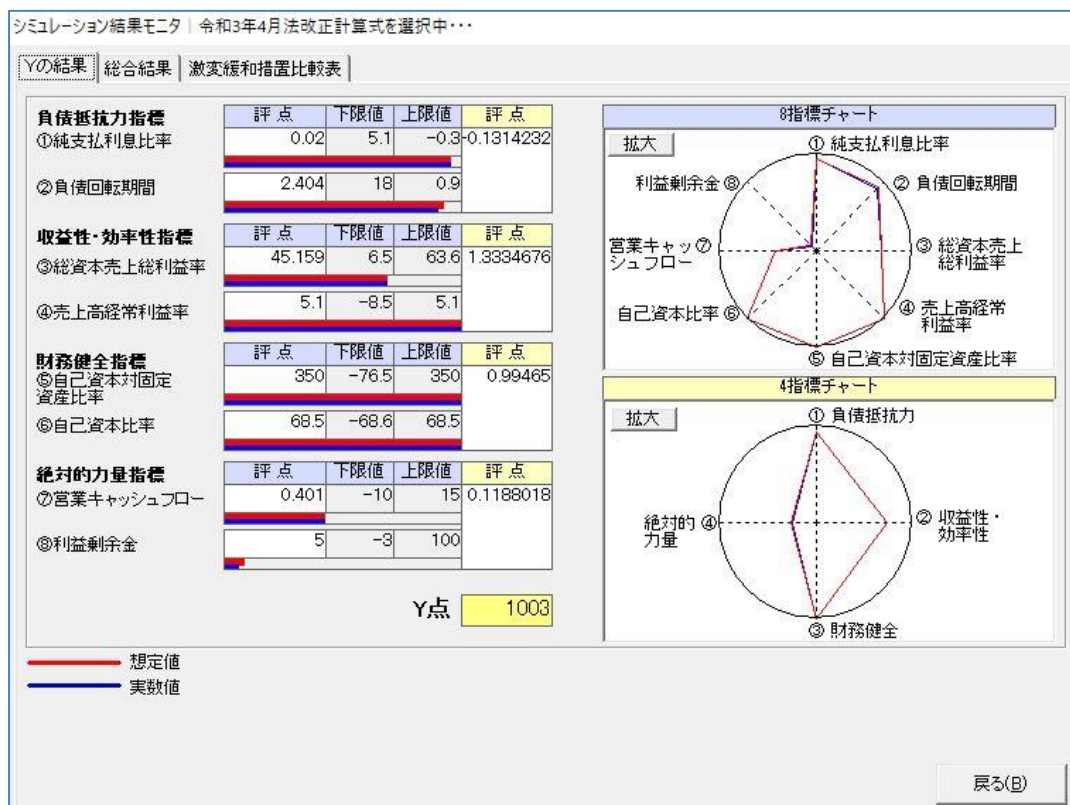 シミュレーション結果モニタ | 令和3年4月法改正計算式を選択中・・・
Yの結果 総合結果 激変緩和措置比較表
負債抵抗力指標 評 点 下限値 上限値 評 点
①純支払利息比率 0.02 5.1 -0.3 -0.1314232
②負債回転期間 2.404 18 0.9
収益性・効率性指標 評 点 下限値 上限値 評 点
③総資本売上総利益率 45.159 6.5 63.6 1.3334676
④売上高経常利益率 5.1 -8.5 5.1
財務健全指標 評 点 下限値 上限値 評 点
⑤自己資本対固定
資産比率 350 -76.5 350 0.99465
⑥自己資本比率 68.5 -68.6 68.5
絶対的力量指標 評 点 下限値 上限値 評 点
⑦営業キャッシュフロー 0.401 -10 15 0.1188018
⑧利益剰余金 5 -3 100
Y点 1003
想定値
実数値
8指標チャート
拡大
① 純支払利息比率
利益剰余金 ⑧
② 負債回転期間
営業キャッ ⑦
シュフロー
③ 総資本売上
総利益率
自己資本比率 ⑥
④ 売上高経常
利益率
⑤ 自己資本対固定資産比率
4指標チャート
拡大
① 負債抵抗力
絶対的 ④
力量
② 収益性・
効率性
③ 財務健全
戻る(B)